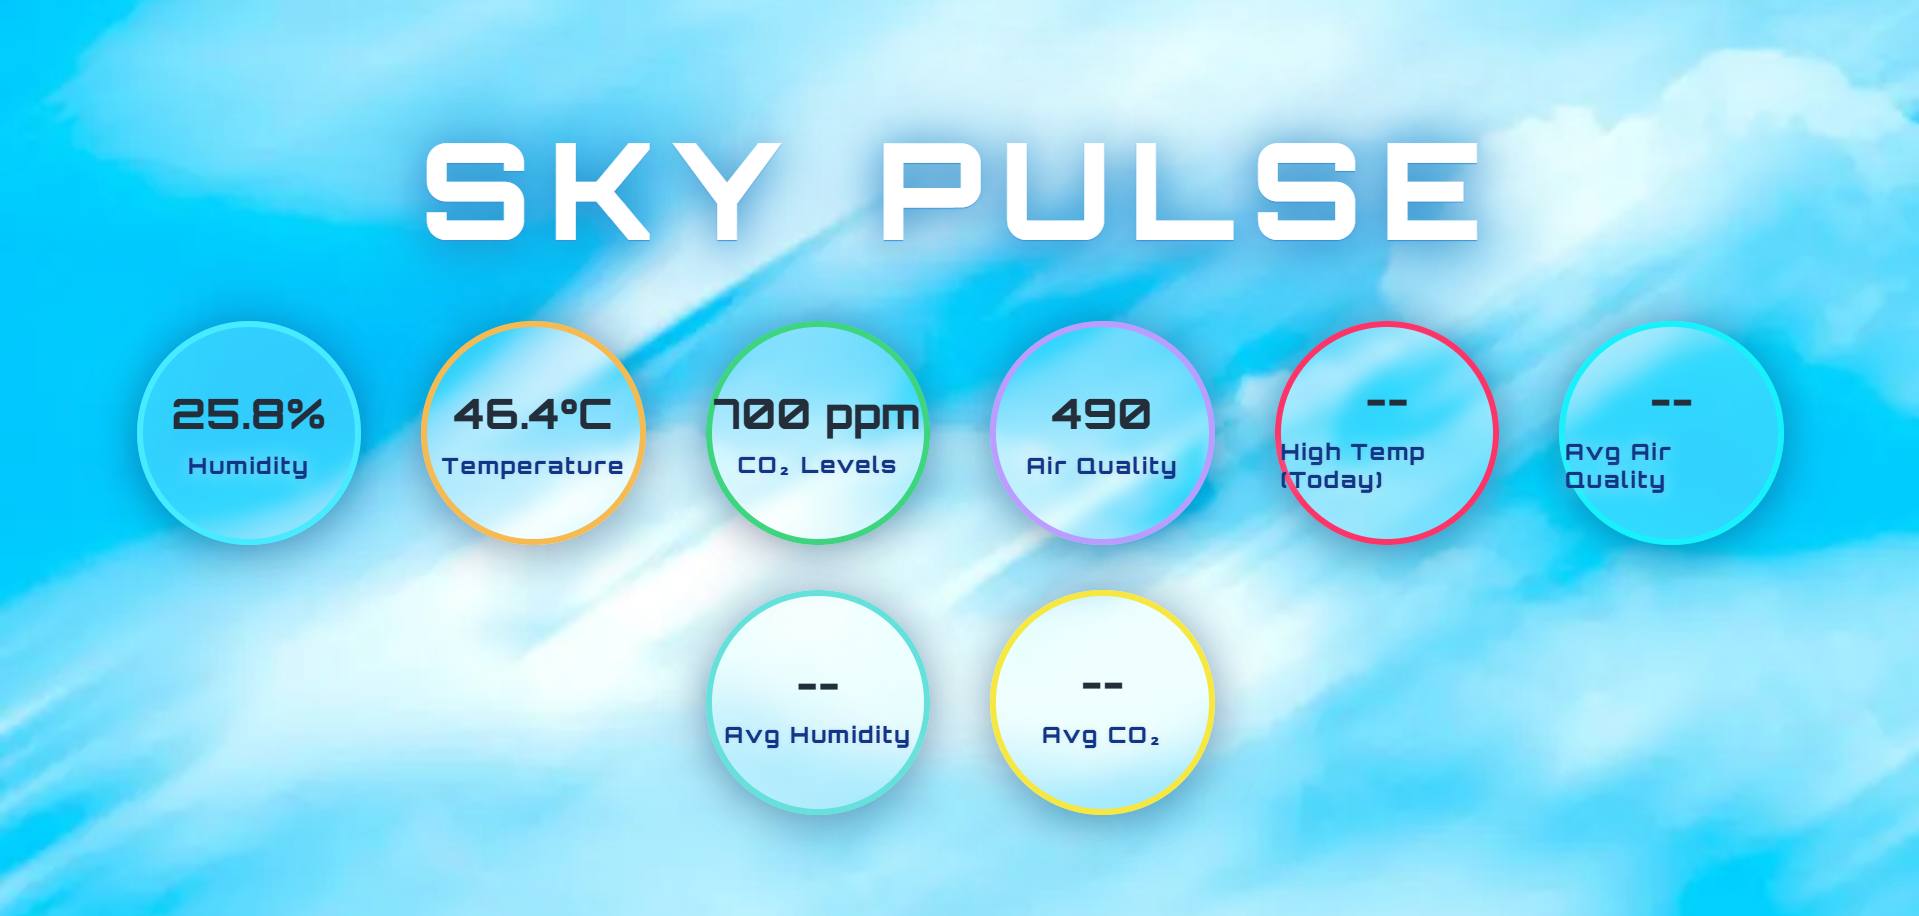 SKY PULSE
25.8%
Humidity
46.4°C
Temperature
700 ppm
CO₂ Levels
490
Air Quality
--
High Temp
(Today)
--
Avg Air
Quality
--
Avg Humidity
--
Avg CO₂